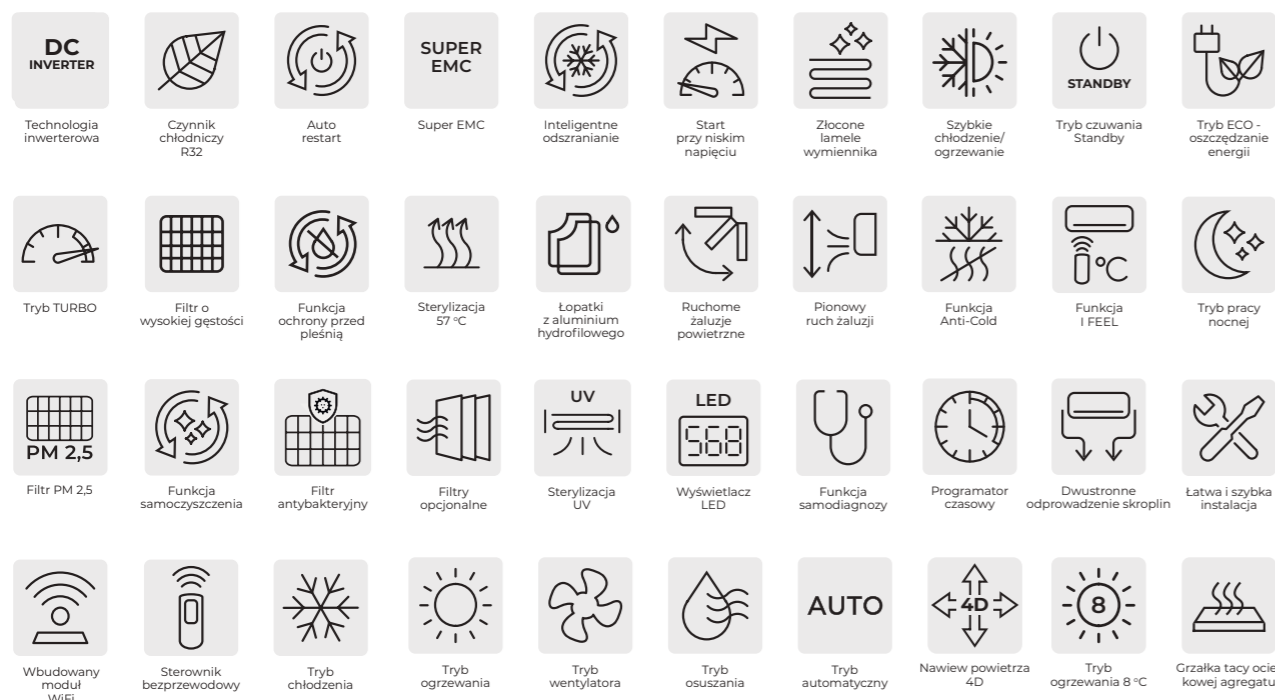 DC
INVERTER
Technologia
inwerterowa
Czynnik
chłodniczy
R32
Auto
restart
SUPER
EMC
Super EMC
Inteligentne
odszranianie
Start
przy niskim
napięciu
Złocone
lamele
wymiennika
Szybkie
chłodzenie/
ogrzewanie
STANDBY
Tryb czuwania
Standby
Tryb ECO -
oszczędzanie
energii
Tryb TURBO
Filtr o
wysokiej gęstości
Funkcja
ochrony przed
pleśnią
Sterylizacja
57 °C
Łopatki
z aluminium
hydrofilowego
Ruchome
żaluzje
powietrzne
Pionowy
ruch żaluzji
Funkcja
Anti-Cold
°C
Funkcja
I FEEL
Tryb pracy
nocnej
PM 2,5
Filtr PM 2,5
Funkcja
samoczyszczenia
Filtr
antybakteryjny
Filtry
opcjonalne
UV
Sterylizacja
UV
LED
568
Wyświetlacz
LED
Funkcja
samodiagnozy
Programator
czasowy
Dwustronne
odprowadzenie skroplin
Łatwa i szybka
instalacja
Wbudowany
moduł
WiFi
Sterownik
bezprzewodowy
Tryb
chłodzenia
Tryb
ogrzewania
Tryb
wentylatora
Tryb
osuszania
AUTO
Tryb
automatyczny
4D
Nawiew powietrza
4D
8
Tryb
ogrzewania 8 °C
Grzałka tacy ocie
kowej agregatu